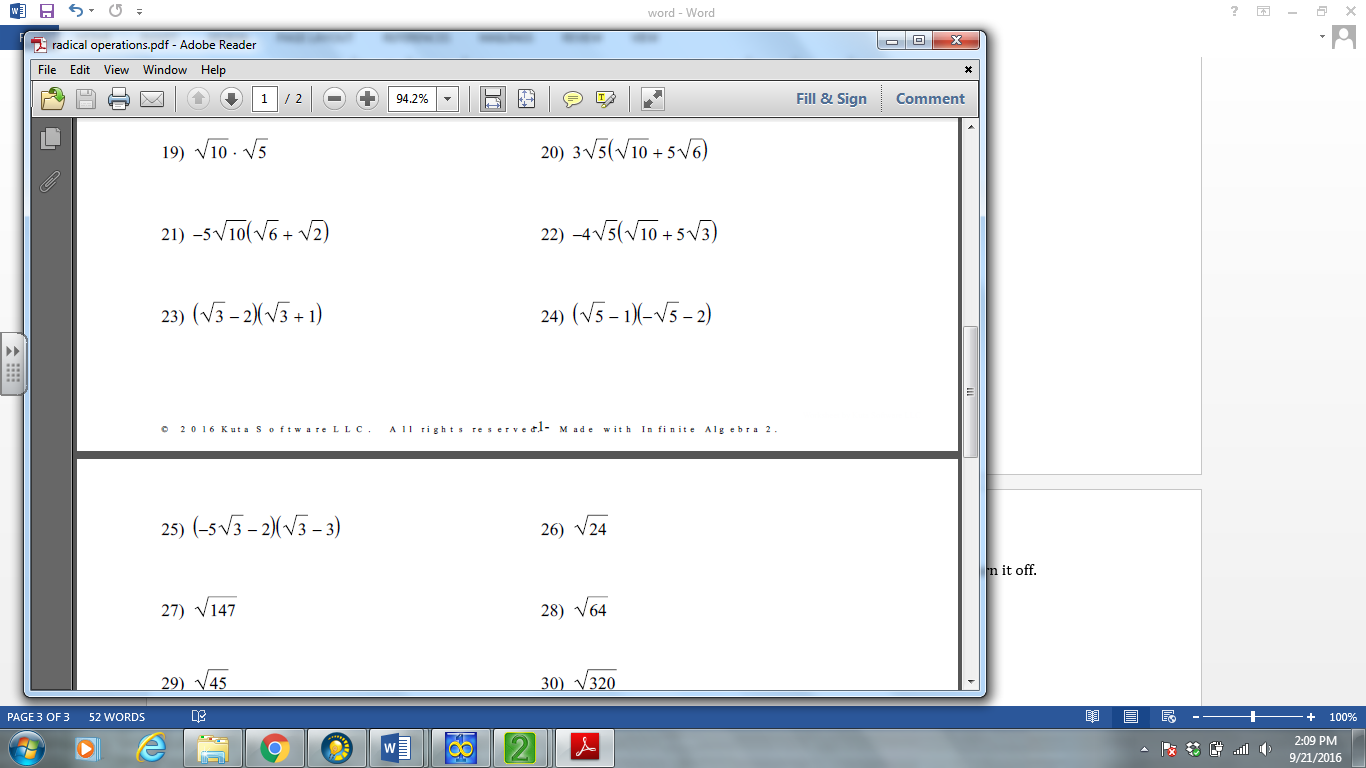 word - Word
radical operations.pdf - Adobe Reader
File Edit View Window Help
1 / 2 94.2% Fill & Sign Comment
19) √10 · √5 20) 3√5(√10 + 5√6)
21) −5√10(√6 + √2) 22) −4√5(√10 + 5√3)
23) (√3 − 2)(√3 + 1) 24) (√5 − 1)(−√5 − 2)
© 2016 Kuta Software LLC. All rights reserved. -1- Made with Infinite Algebra 2.
25) (−5√3 − 2)(√3 − 3) 26) √24
27) √147 28) √64
29) √45 30) √320
it off.
PAGE 3 OF 3 52 WORDS 100%
2:09 PM
9/21/2016